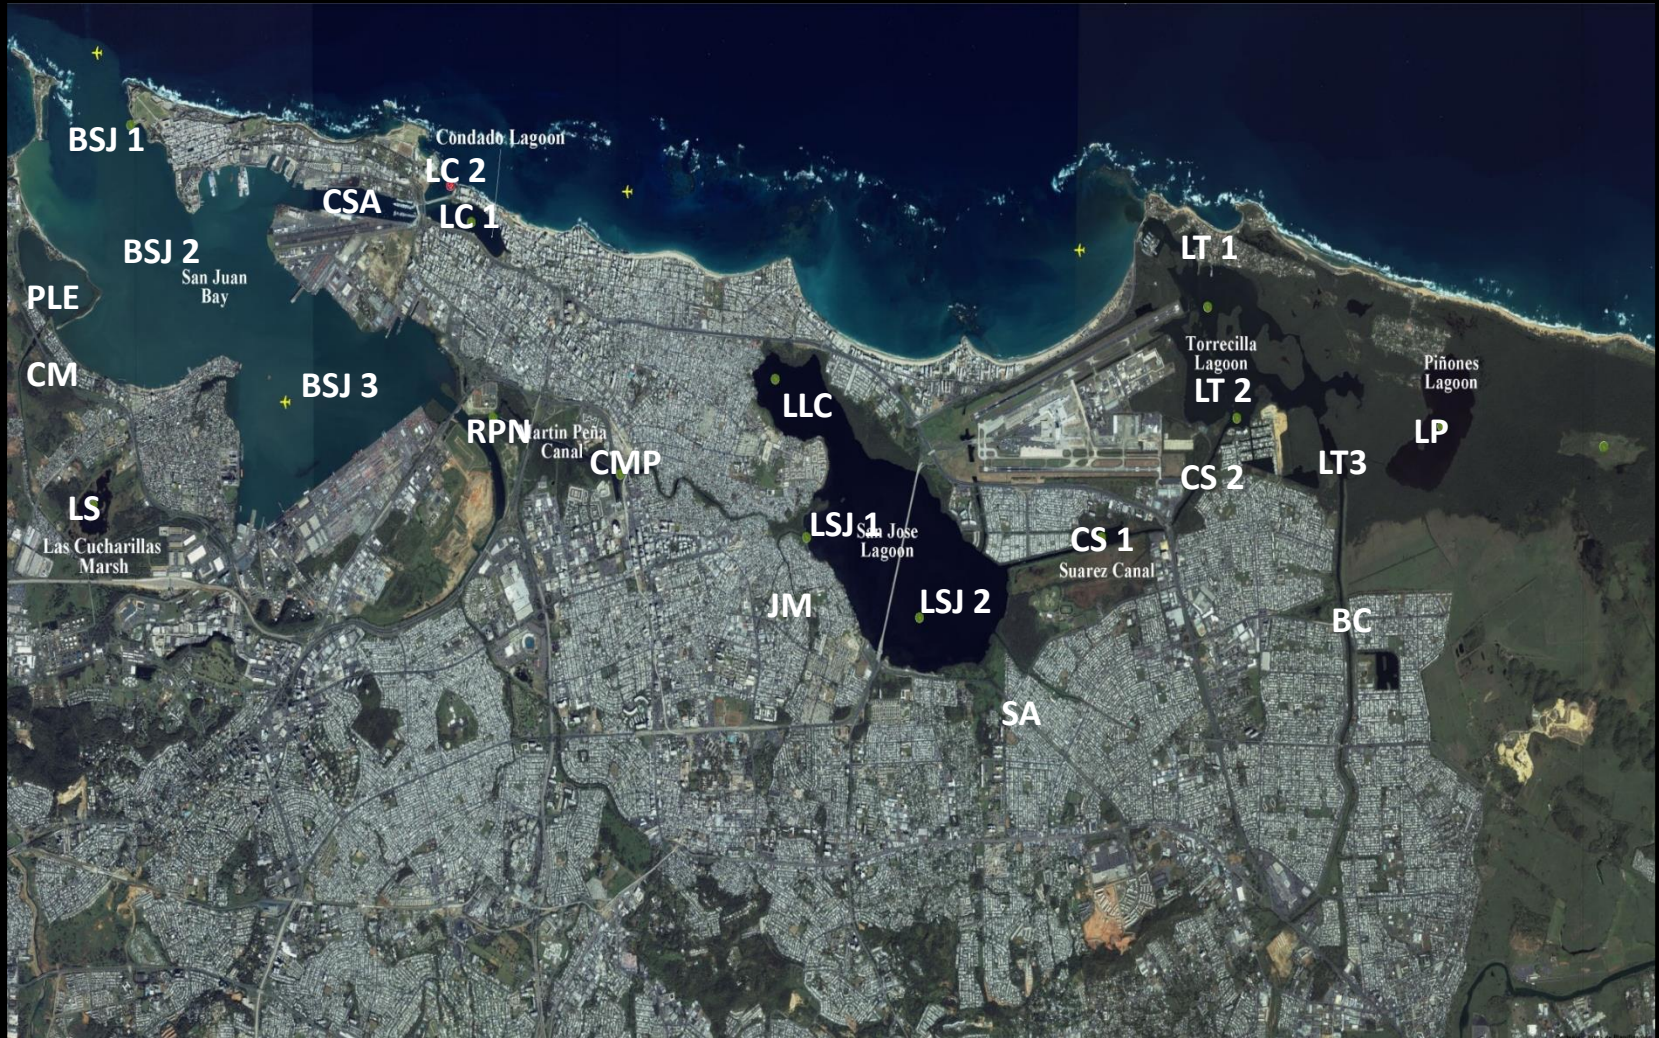 BSJ 1
Condado Lagoon
LC 2
CSA
LC 1
BSJ 2
San Juan
Bay
LT 1
PLE
Torrecilla
Lagoon
Piñones
Lagoon
CM
BSJ 3
LT 2
LLC
RPN
Martin Peña
Canal
LP
CMP
LT3
CS 2
LS
LSJ 1
San Jose
Lagoon
CS 1
Las Cucharillas
Marsh
Suarez Canal
JM
LSJ 2
BC
SA